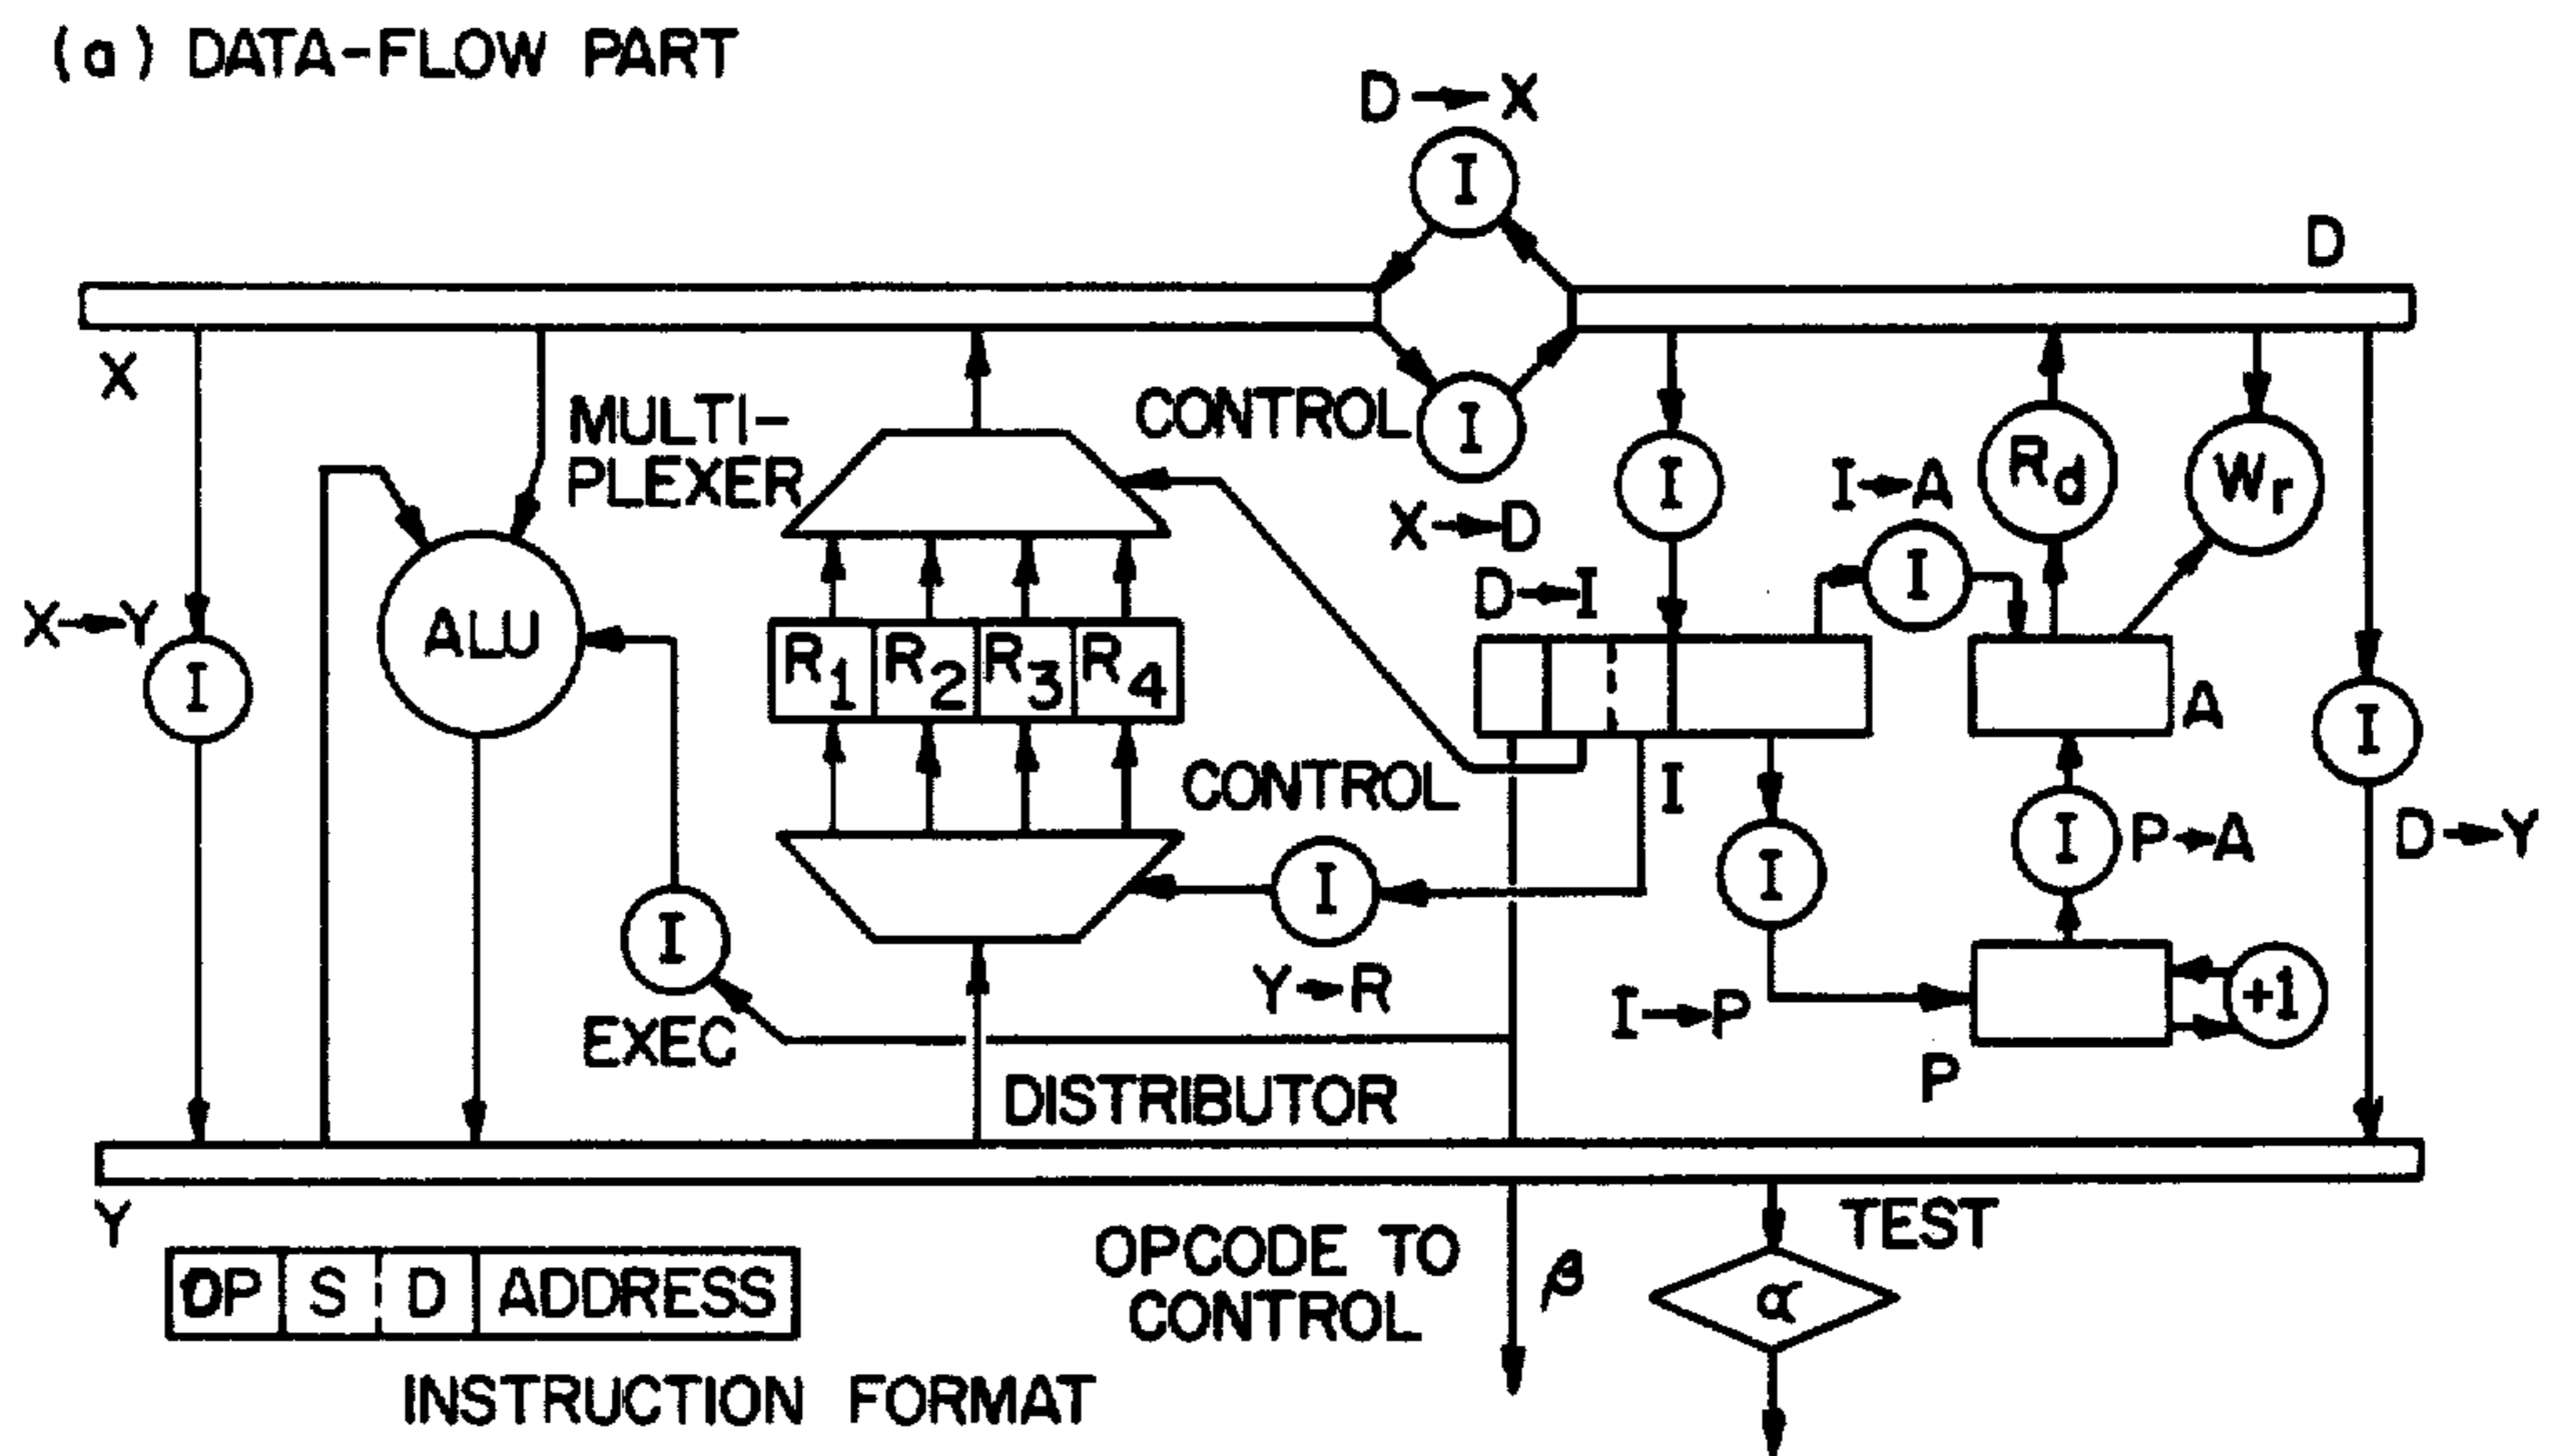 (a) DATA-FLOW PART
D→X
I
D
X
MULTI-
PLEXER
CONTROL
I
X→D
I
I→A
I
Rd
Wr
D→I
X→Y
I
ALU
R1 R2 R3 R4
A
I
CONTROL
I
I
I
P→A
D→Y
I
I
EXEC
Y→R
I→P
+1
P
DISTRIBUTOR
Y
OP S D ADDRESS
INSTRUCTION FORMAT
OPCODE TO
CONTROL
β
TEST
α